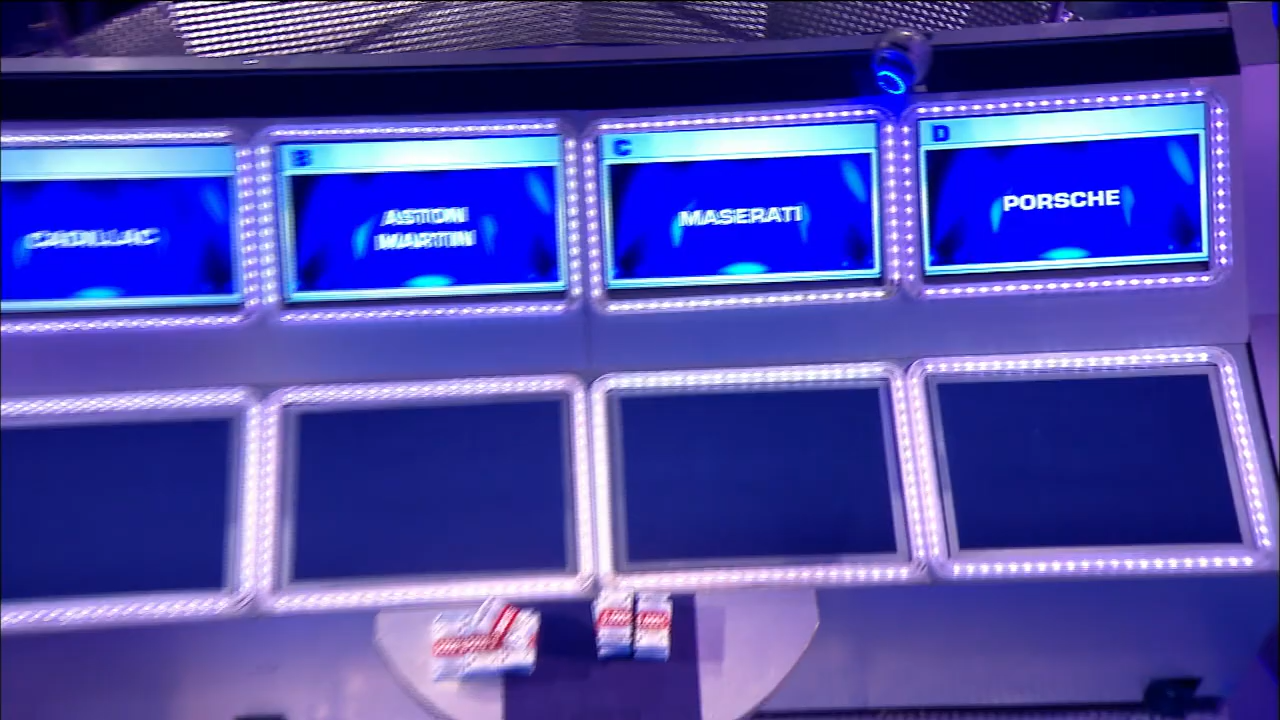 CADILLAC
B
ASTON
MARTIN
C
MASERATI
D
PORSCHE